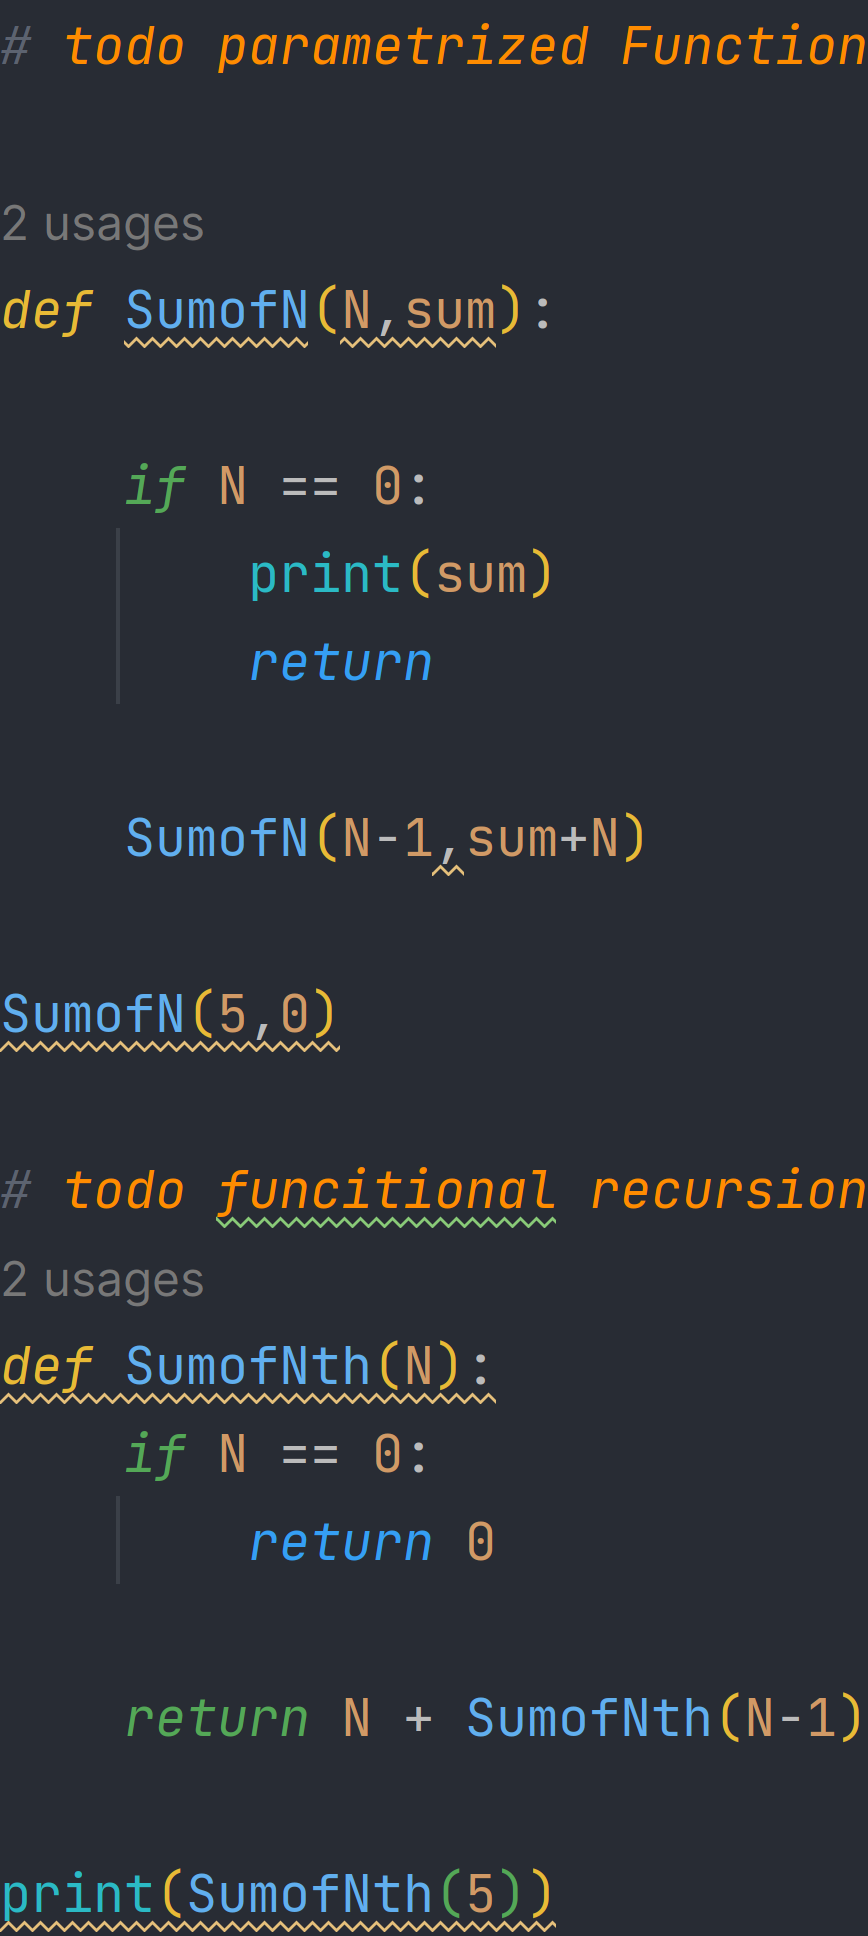 # todo parametrized Function
2 usages
def SumofN(N,sum):
if N == 0:
print(sum)
return
SumofN(N-1,sum+N)
SumofN(5,0)
# todo funcitional recursion
2 usages
def SumofNth(N):
if N == 0:
return 0
return N + SumofNth(N-1)
print(SumofNth(5))